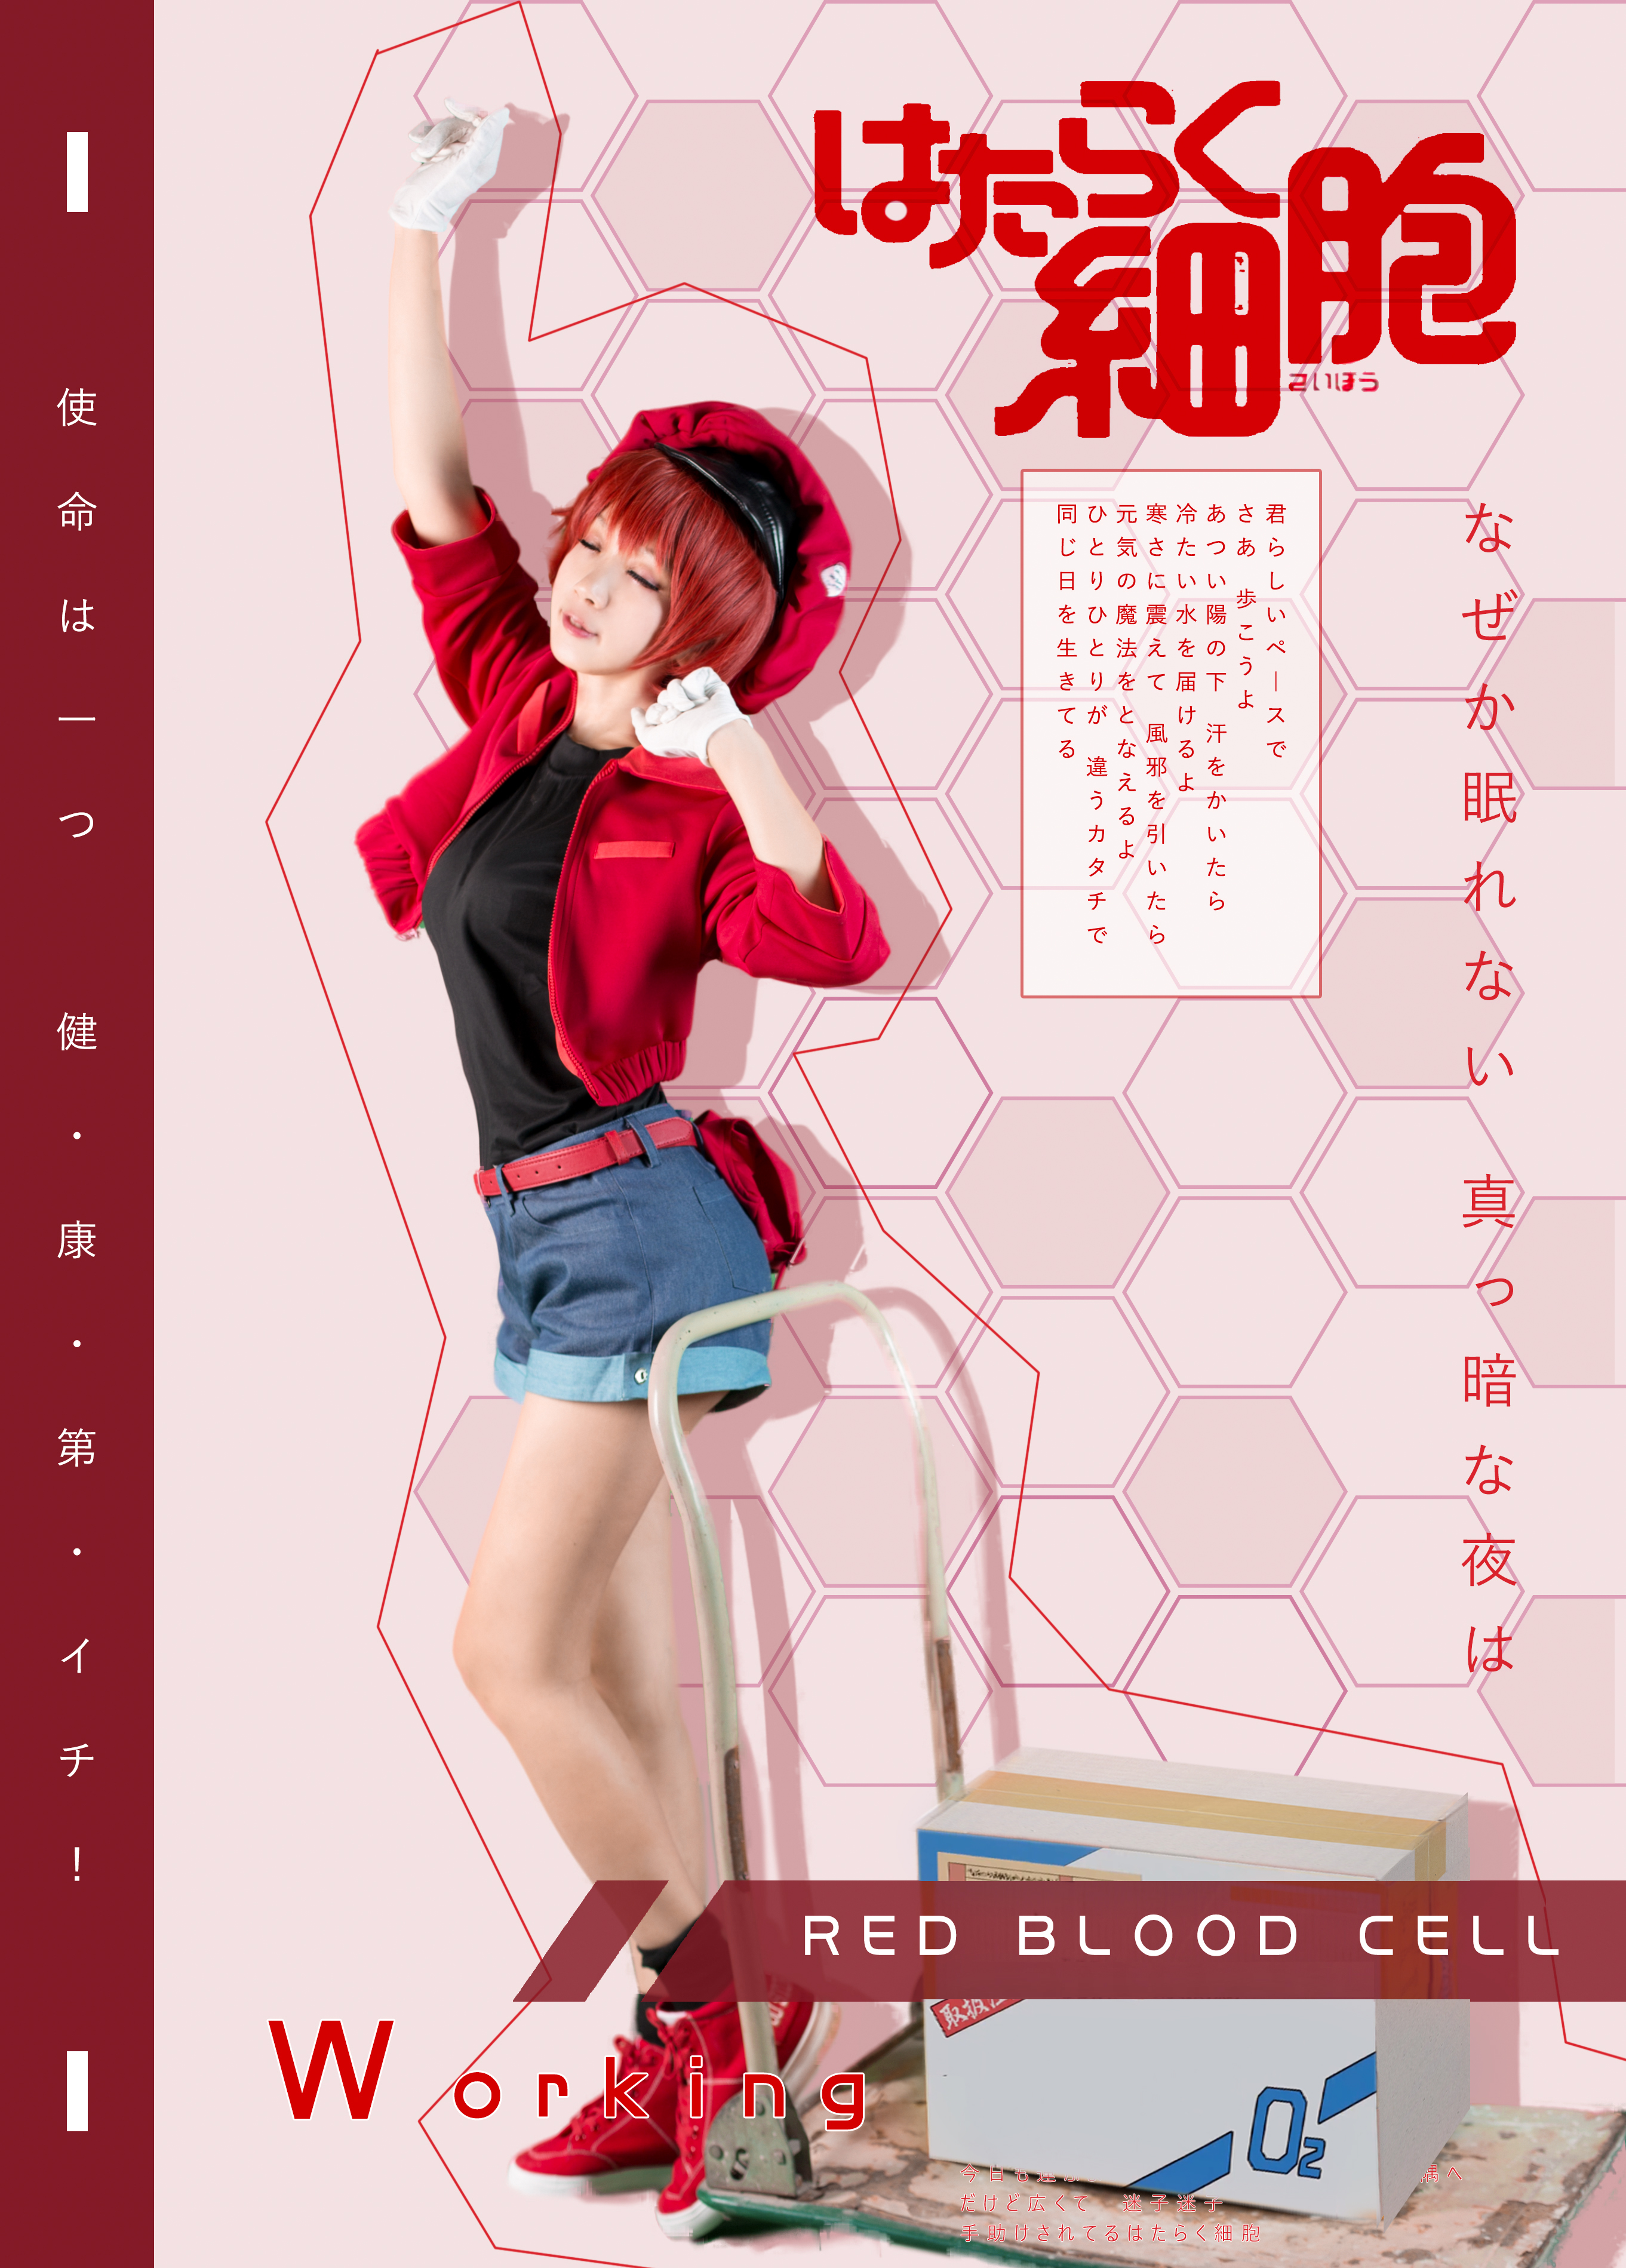 はたらく
細胞
さいぼう
使命は一つ 健・康・第・イチ!
なぜか眠れない 真っ暗な夜は
君らしいペースで
さあ 歩こうよ
あつい陽の下 汗をかいたら
冷たい水を届けるよ
寒さに震えて 風邪を引いたら
元気の魔法をとなえるよ
ひとりひとりが 違うカタチで
同じ日を生きてる
RED BLOOD CELL
取扱
Working
O2
今日も
隅へ
だけど広くて 迷子迷子
手助けされてるはたらく細胞